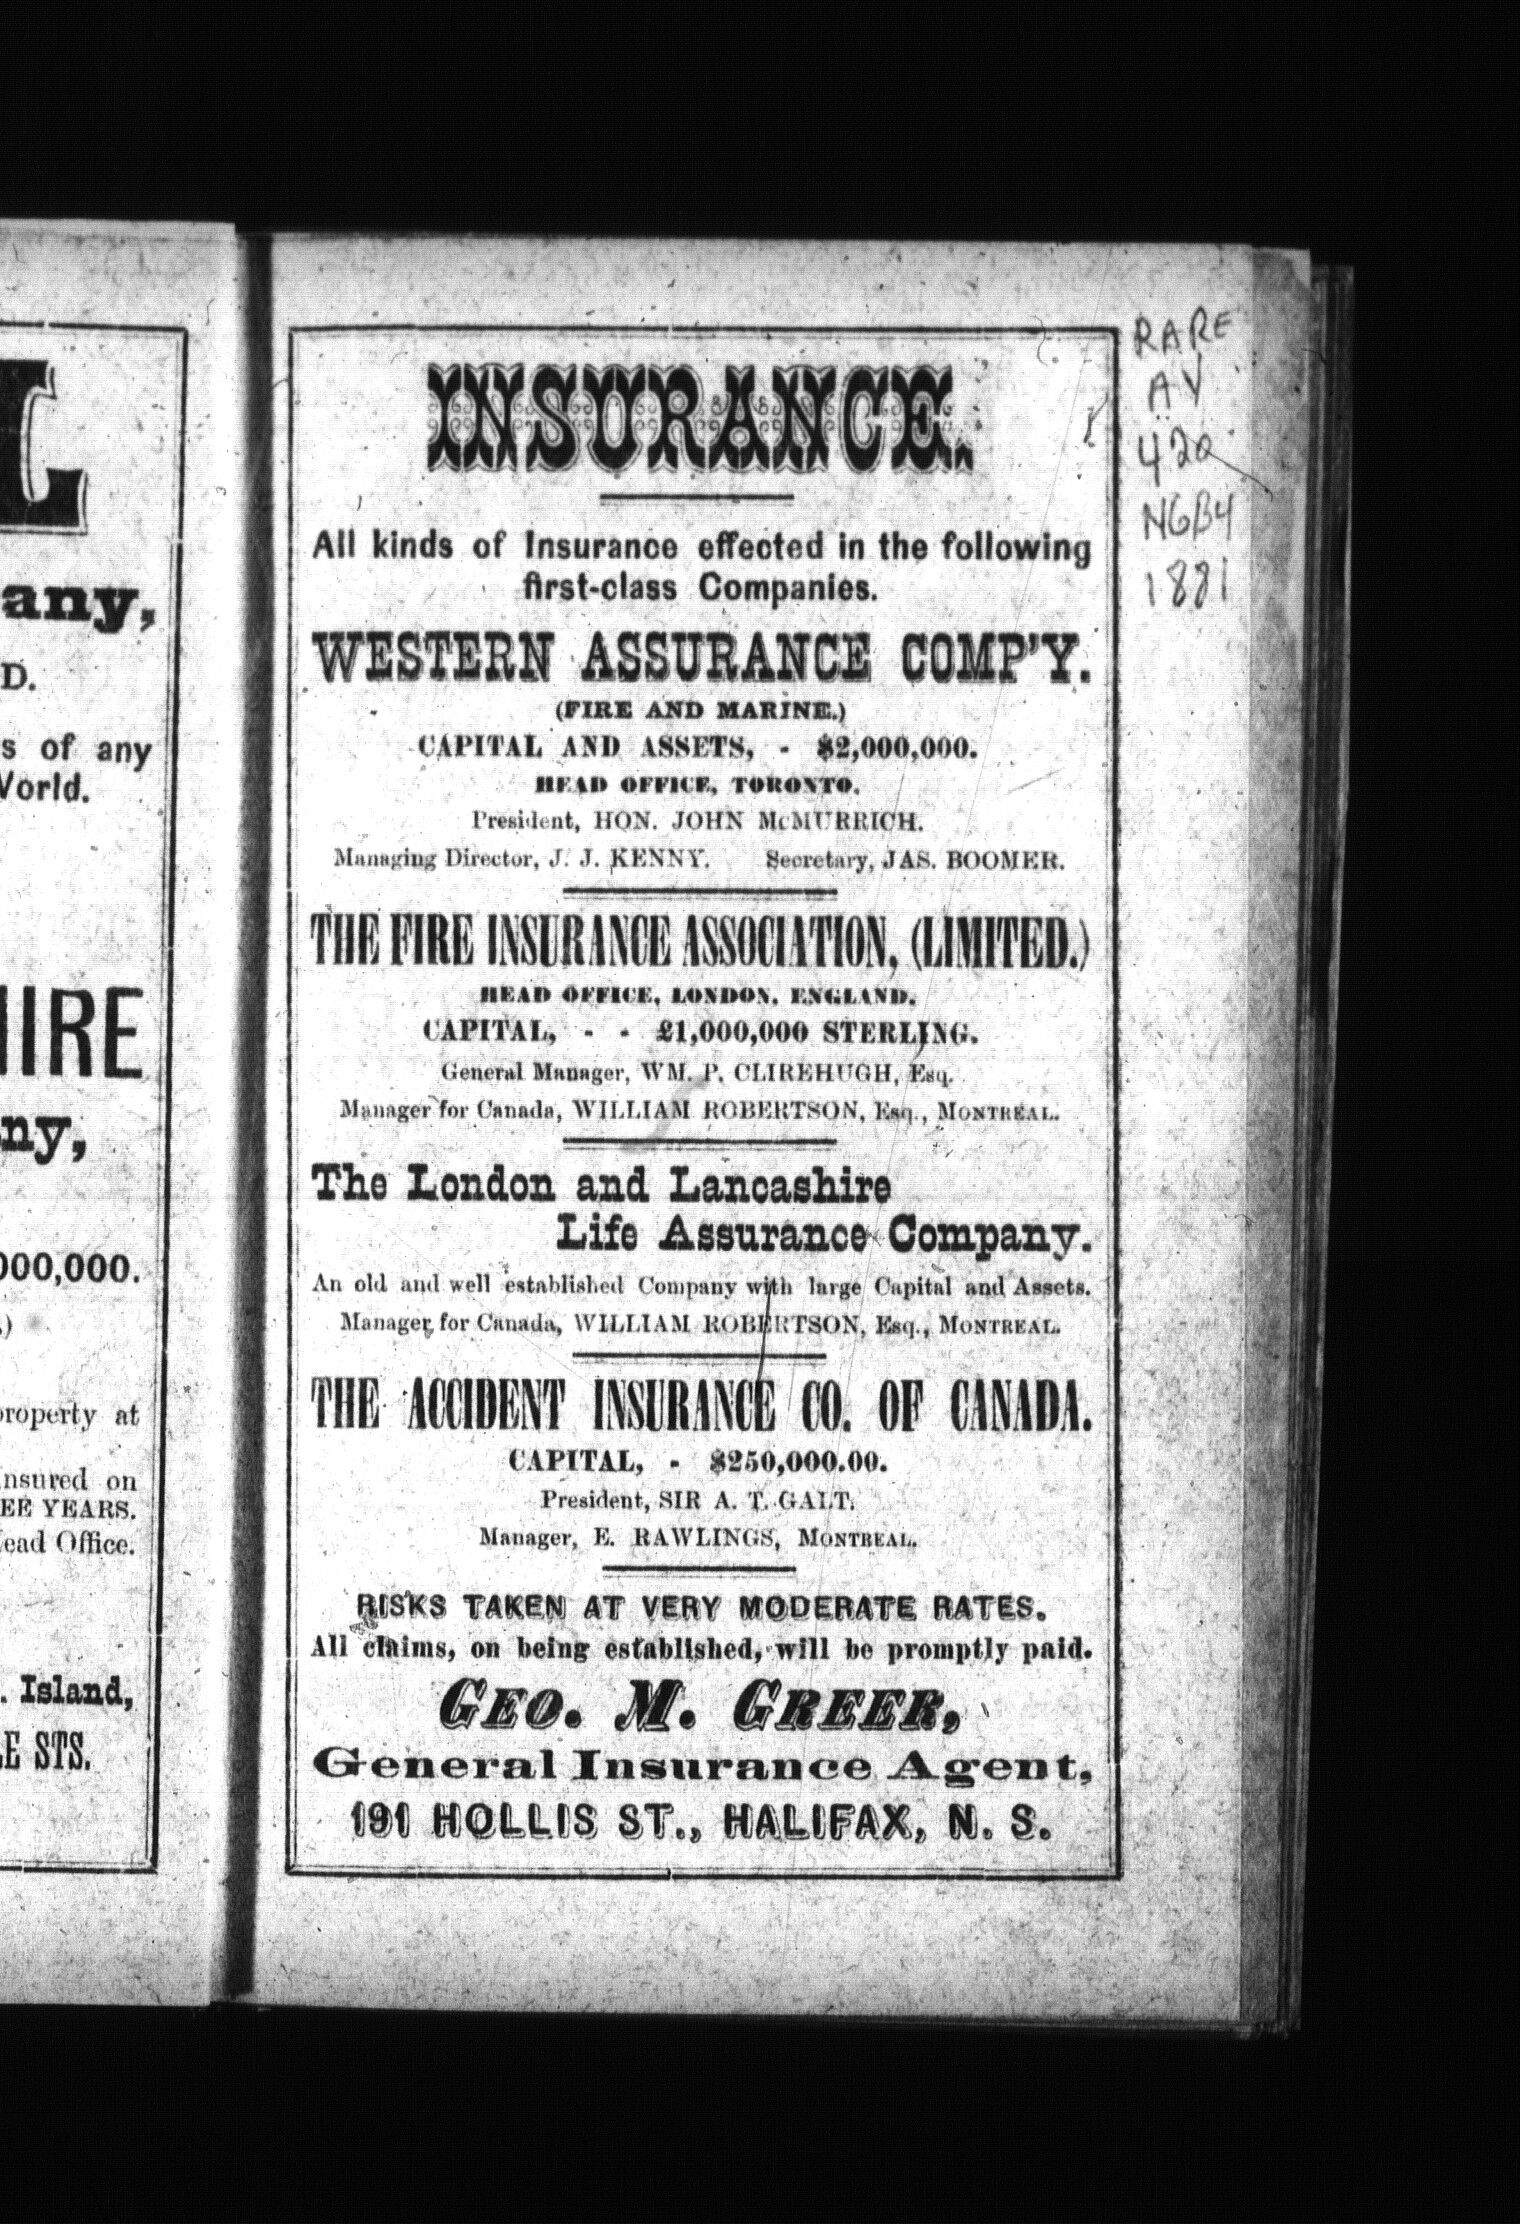 L
any,
D.
s of any
World.
HIRE
ny,
000,000.
property at
insured on
EE YEARS.
ead Office.
. Island,
E STS.
INSURANCE.
All kinds of Insurance effected in the following
first-class Companies.
WESTERN ASSURANCE COMP'Y.
(FIRE AND MARINE.)
CAPITAL AND ASSETS, - $2,000,000.
HEAD OFFICE, TORONTO.
President, HON. JOHN McMURRICH.
Managing Director, J. J. KENNY. Secretary, JAS. BOOMER.
THE FIRE INSURANCE ASSOCIATION, (LIMITED.)
HEAD OFFICE, LONDON, ENGLAND.
CAPITAL, - - £1,000,000 STERLING.
General Manager, WM. P. CLIREHUGH, Esq.
Manager for Canada, WILLIAM ROBERTSON, Esq., MONTREAL.
The London and Lancashire
Life Assurance Company.
An old and well established Company with large Capital and Assets.
Manager for Canada, WILLIAM ROBERTSON, Esq., MONTREAL.
THE ACCIDENT INSURANCE CO. OF CANADA.
CAPITAL, - $250,000.00.
President, SIR A. T. GALT.
Manager, E. RAWLINGS, MONTREAL.
RISKS TAKEN AT VERY MODERATE RATES.
All claims, on being established, will be promptly paid.
GEO. M. GREER,
General Insurance Agent,
191 HOLLIS ST., HALIFAX, N. S.
RARE
AY
420
N6B4
1881